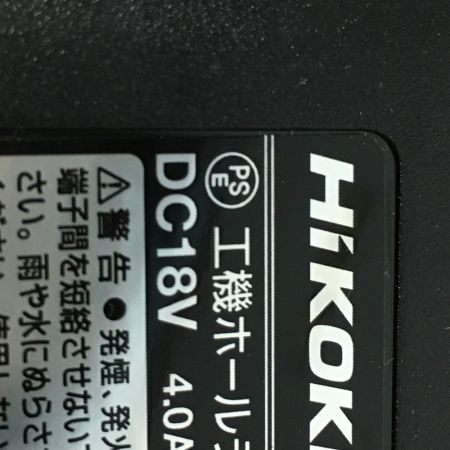 HiKOK
PSE 工機ホール
DC18V 4.0A
⚠警告 ●発煙、発火
端子間を短絡させないで
さい。雨や水にぬらさ